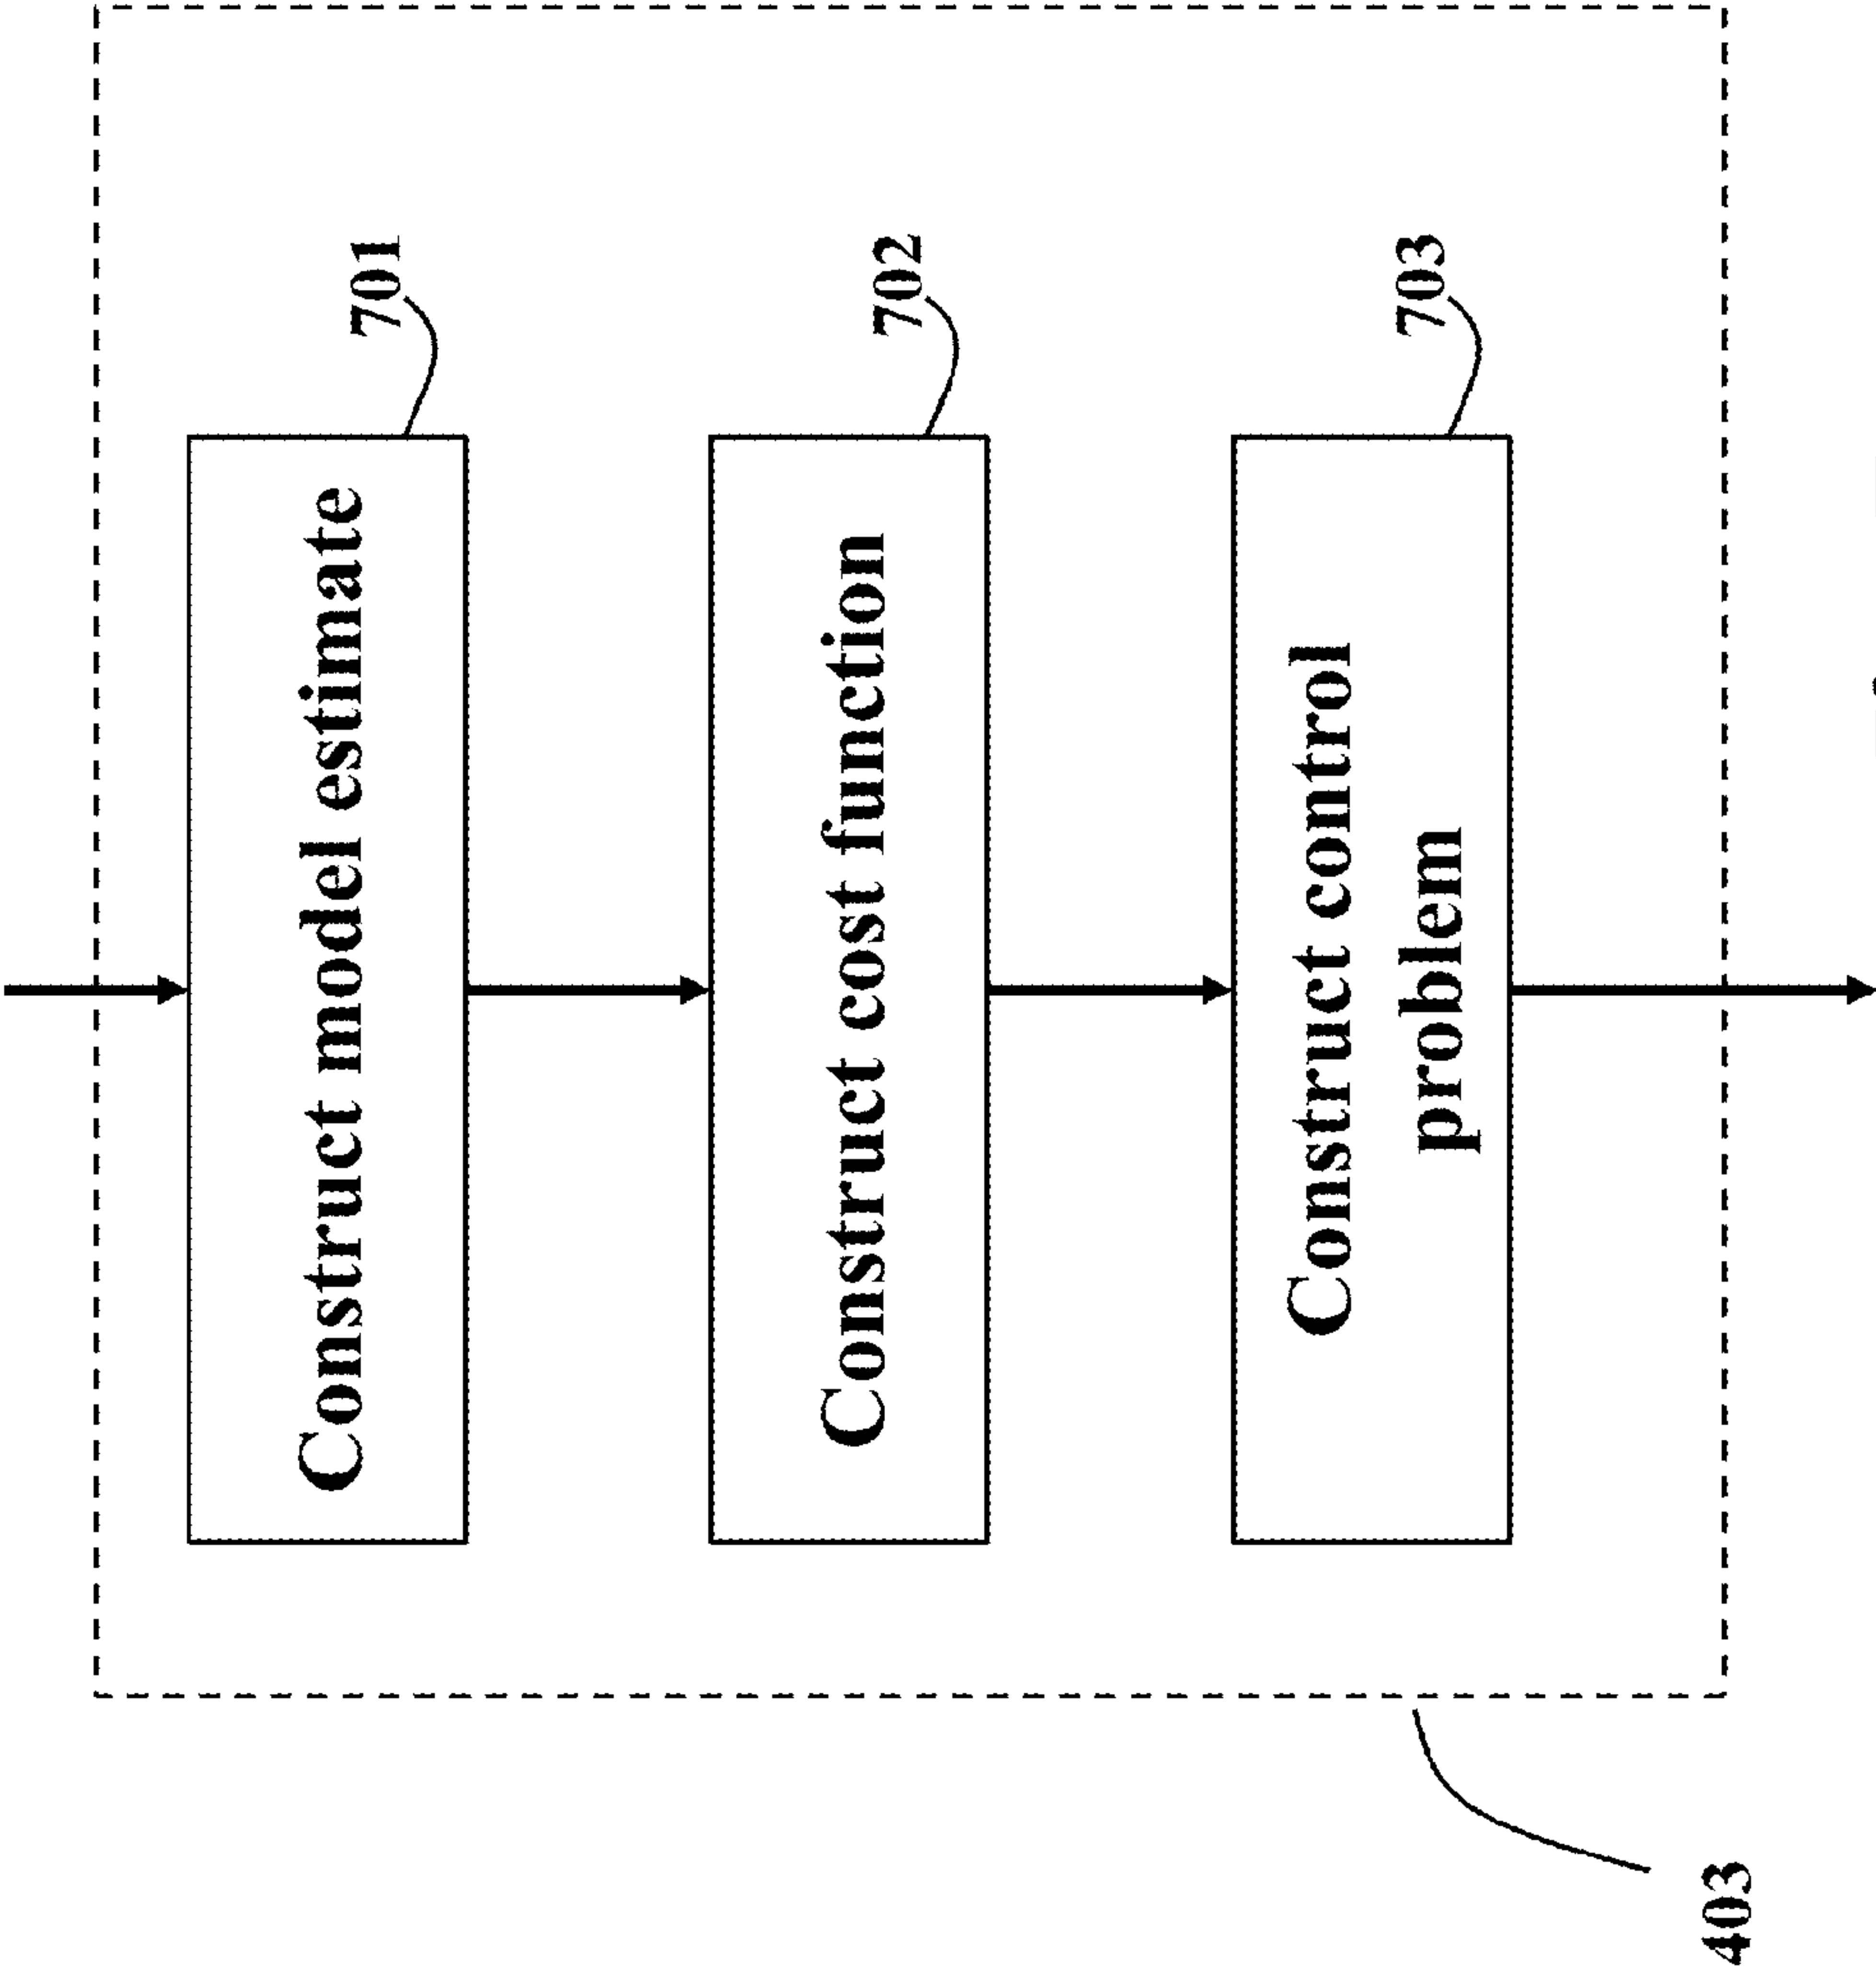 701
Construct model estimate
702
Construct cost function
703
Construct control
problem
403